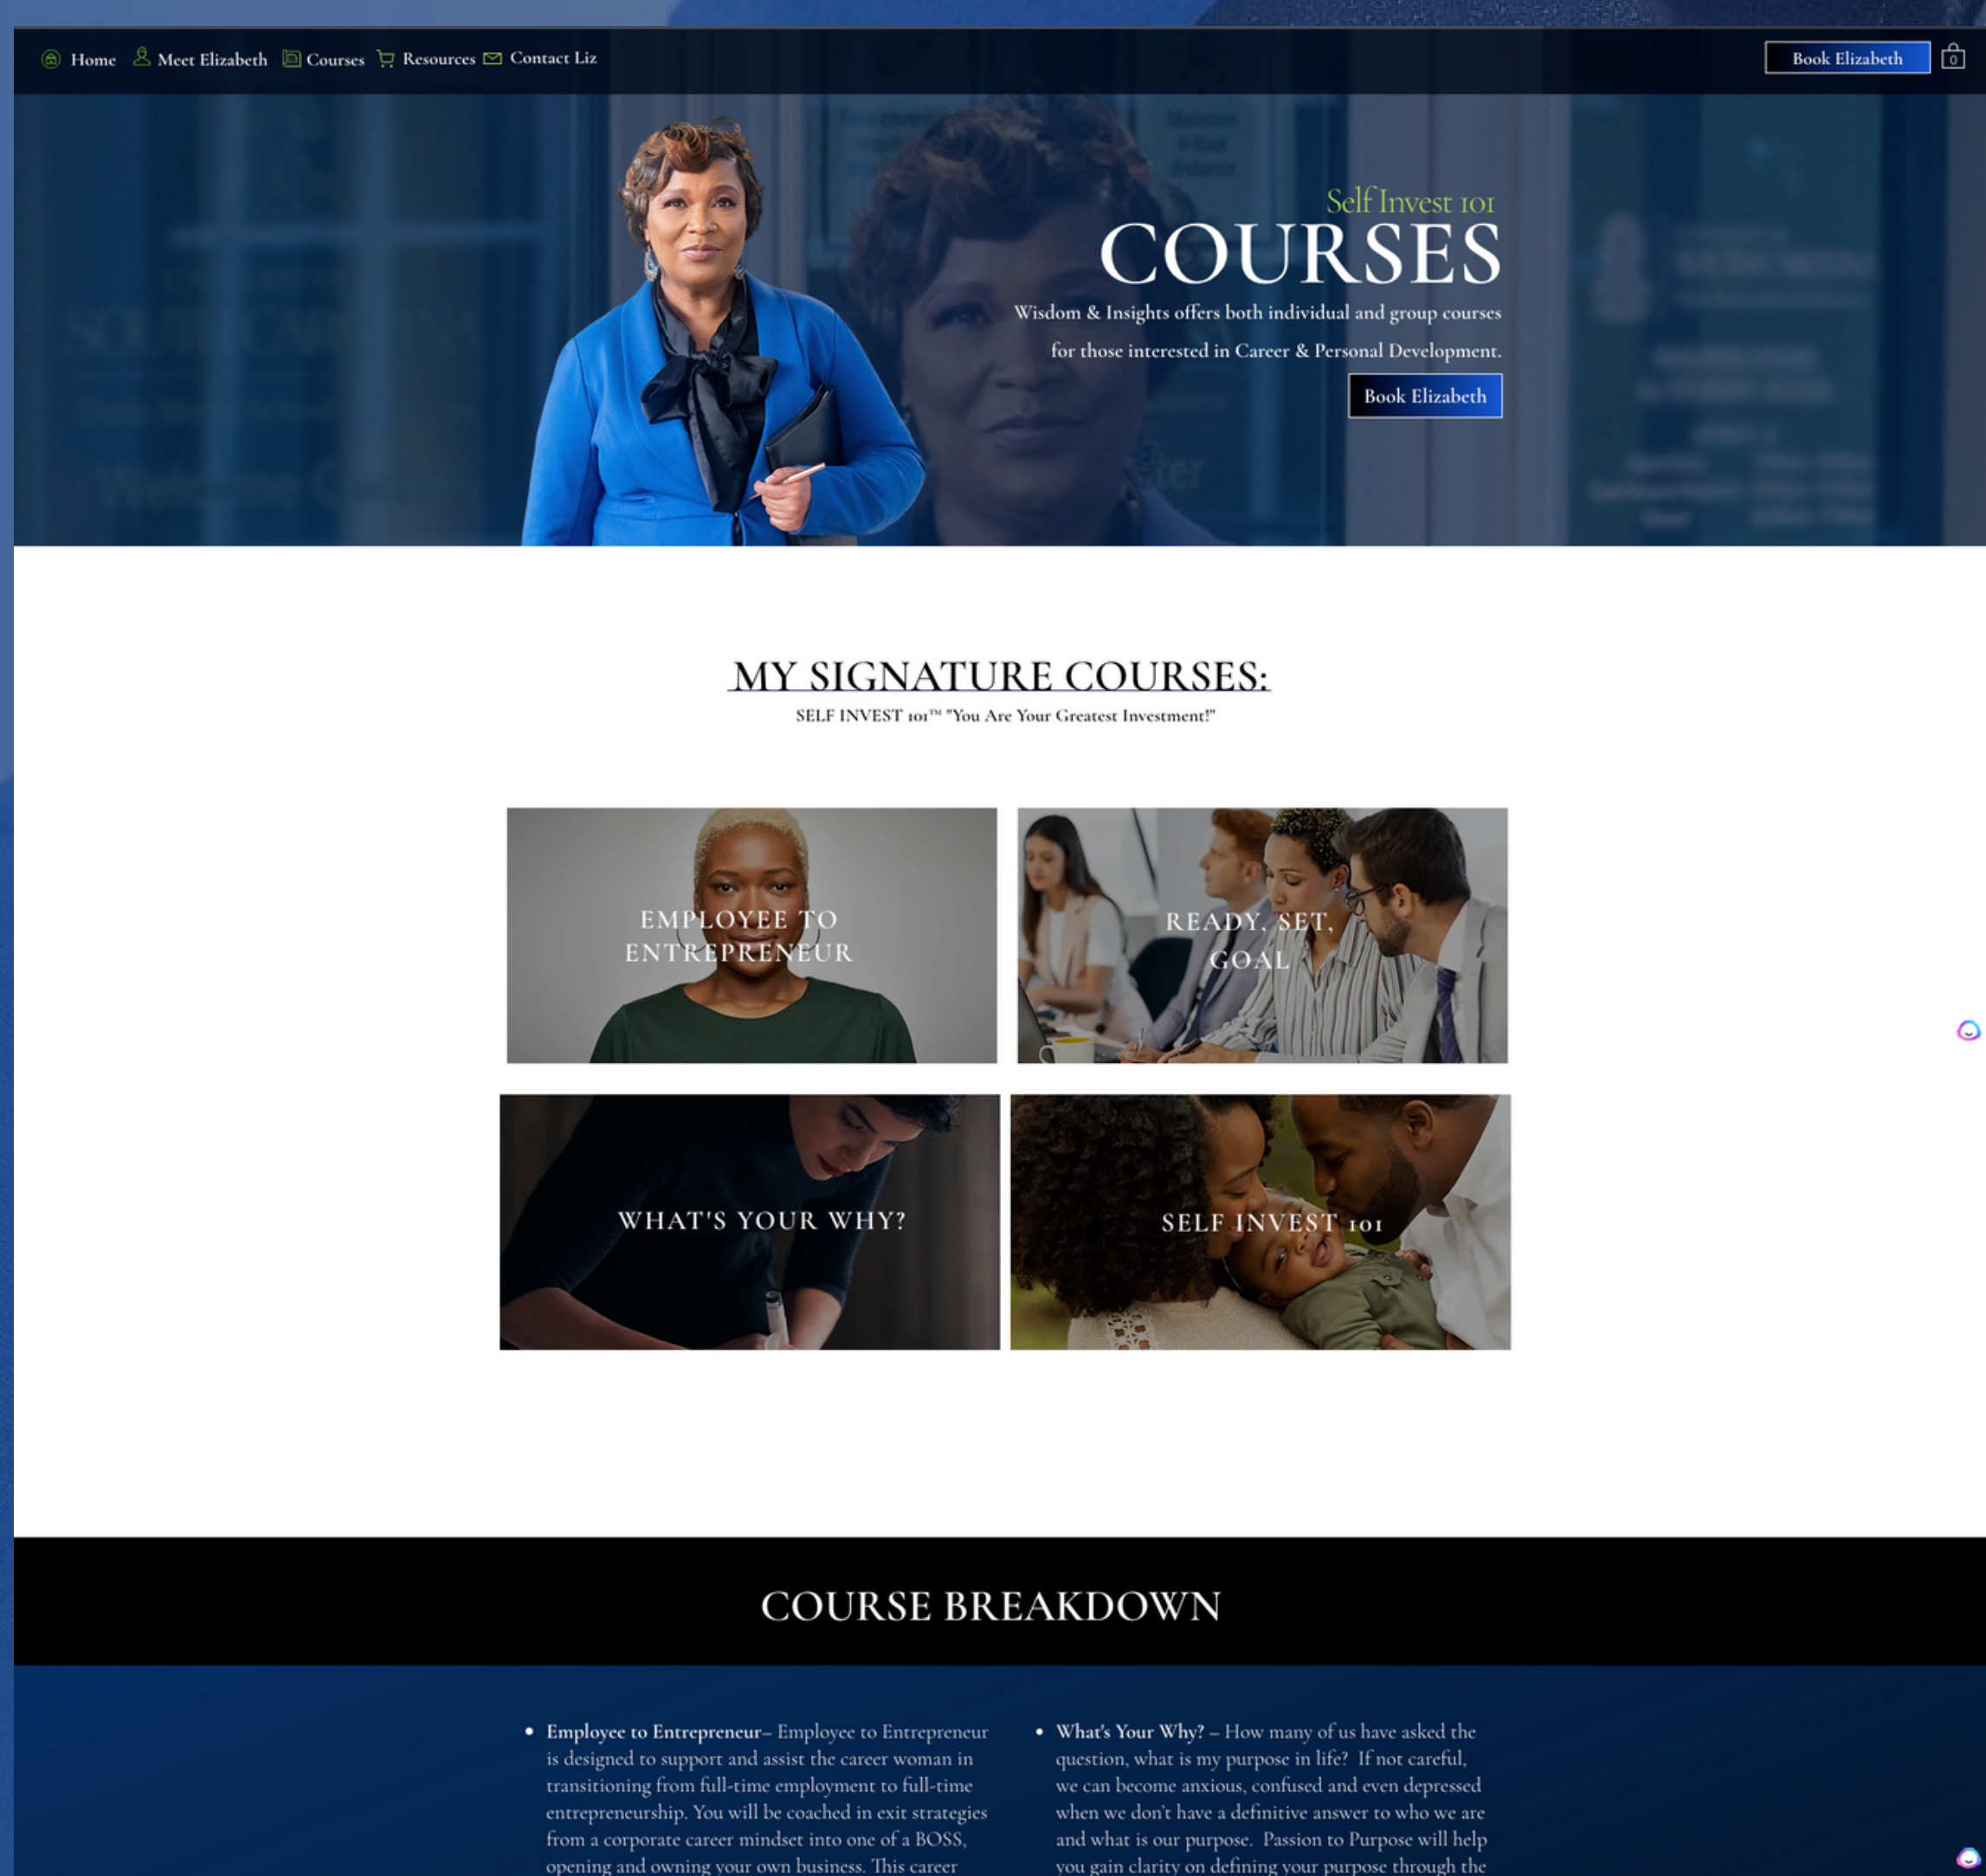 Home Meet Elizabeth Courses Resources Contact Liz Book Elizabeth 0
Face covering
Maintain
6-foot
distance
Self Invest 101
COURSES
Wisdom & Insights offers both individual and group courses
for those interested in Career & Personal Development.
Book Elizabeth
Welcome
MY SIGNATURE COURSES:
SELF INVEST 101™ "You Are Your Greatest Investment!"
EMPLOYEE TO
ENTREPRENEUR
READY, SET,
GOAL
WHAT'S YOUR WHY?
SELF INVEST 101
COURSE BREAKDOWN
• Employee to Entrepreneur– Employee to Entrepreneur
is designed to support and assist the career woman in
transitioning from full-time employment to full-time
entrepreneurship. You will be coached in exit strategies
from a corporate career mindset into one of a BOSS,
opening and owning your own business. This career
• What's Your Why? – How many of us have asked the
question, what is my purpose in life?  If not careful,
we can become anxious, confused and even depressed
when we don't have a definitive answer to who we are
and what is our purpose.  Passion to Purpose will help
you gain clarity on defining your purpose through the